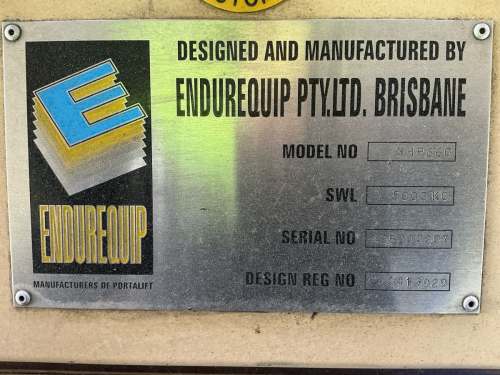 DESIGNED AND MANUFACTURED BY
ENDUREQUIP PTY.LTD. BRISBANE
MODEL NO
SWL
SERIAL NO
DESIGN REG NO
E
ENDUREQUIP
MANUFACTURERS OF PORTALIFT